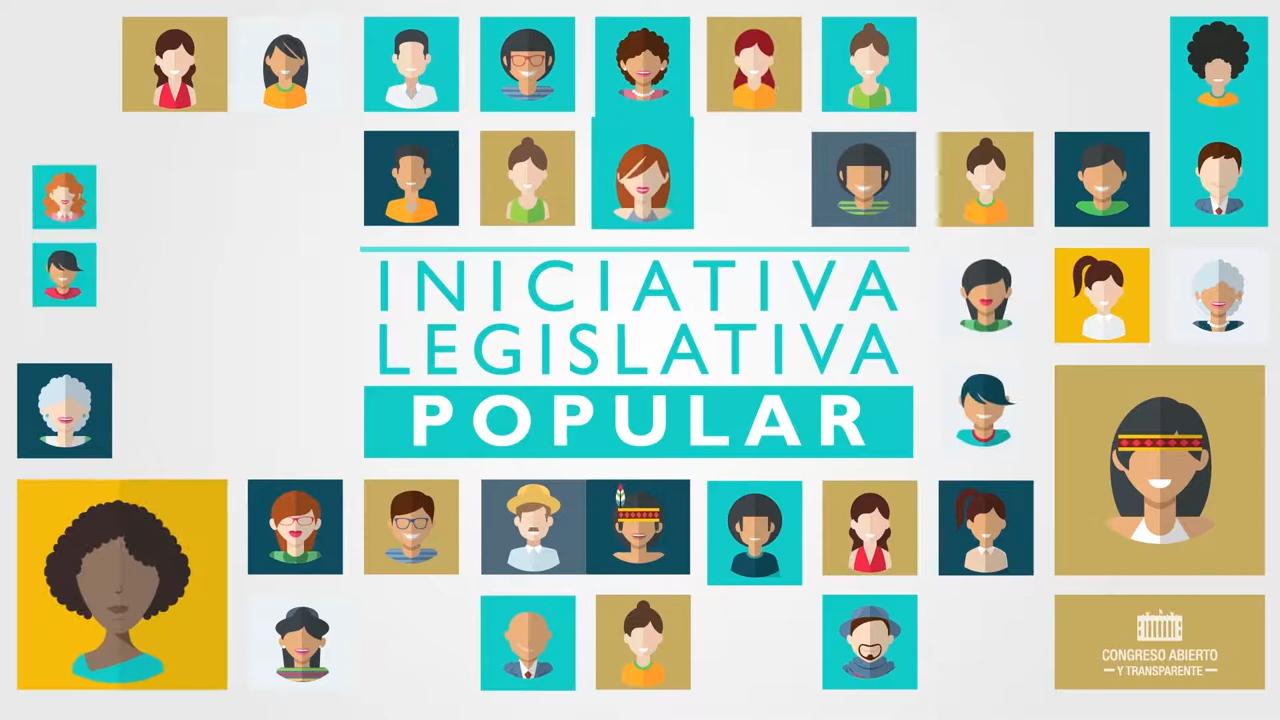 INICIATIVA
LEGISLATIVA
POPULAR
CONGRESO ABIERTO
Y TRANSPARENTE